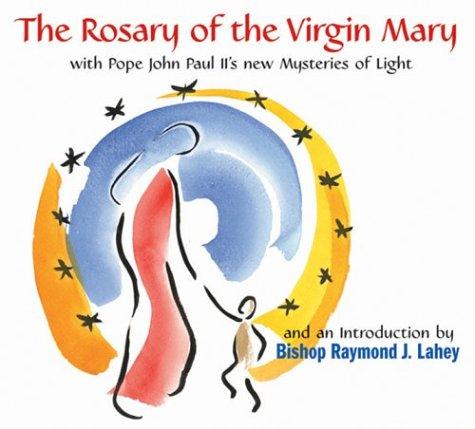 The Rosary of the Virgin Mary
with Pope John Paul II's new Mysteries of Light
and an Introduction by
Bishop Raymond J. Lahey